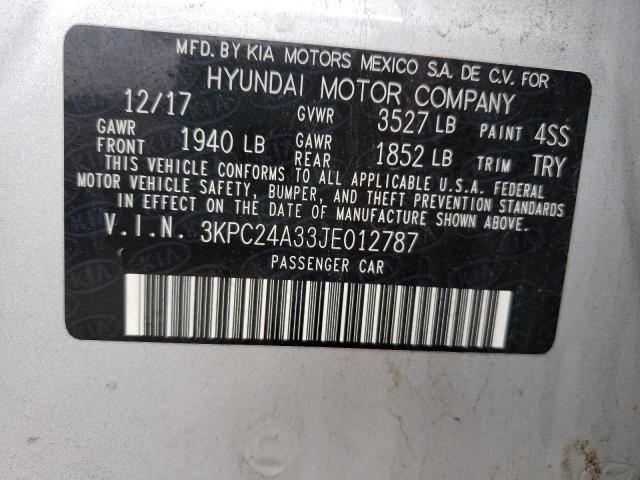 MFD. BY KIA MOTORS MEXICO S.A. DE C.V. FOR
HYUNDAI MOTOR COMPANY
12/17 GVWR 3527 LB PAINT 4SS
GAWR FRONT 1940 LB GAWR REAR 1852 LB TRIM TRY
THIS VEHICLE CONFORMS TO ALL APPLICABLE U.S.A. FEDERAL
MOTOR VEHICLE SAFETY, BUMPER, AND THEFT PREVENTION STANDARDS
IN EFFECT ON THE DATE OF MANUFACTURE SHOWN ABOVE.
V.I.N. 3KPC24A33JE012787
PASSENGER CAR